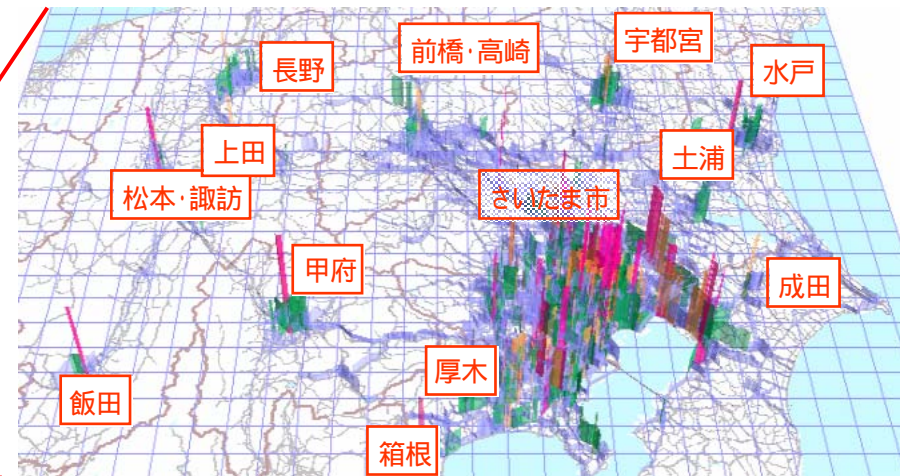 宇都宮
前橋・高崎
長野
水戸
上田
土浦
松本・諏訪
さいたま市
甲府
成田
厚木
飯田
箱根